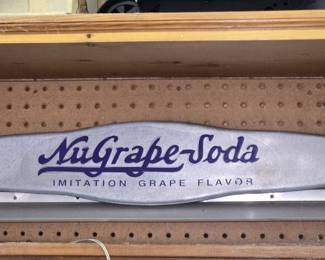 NuGrape-Soda
IMITATION GRAPE FLAVOR